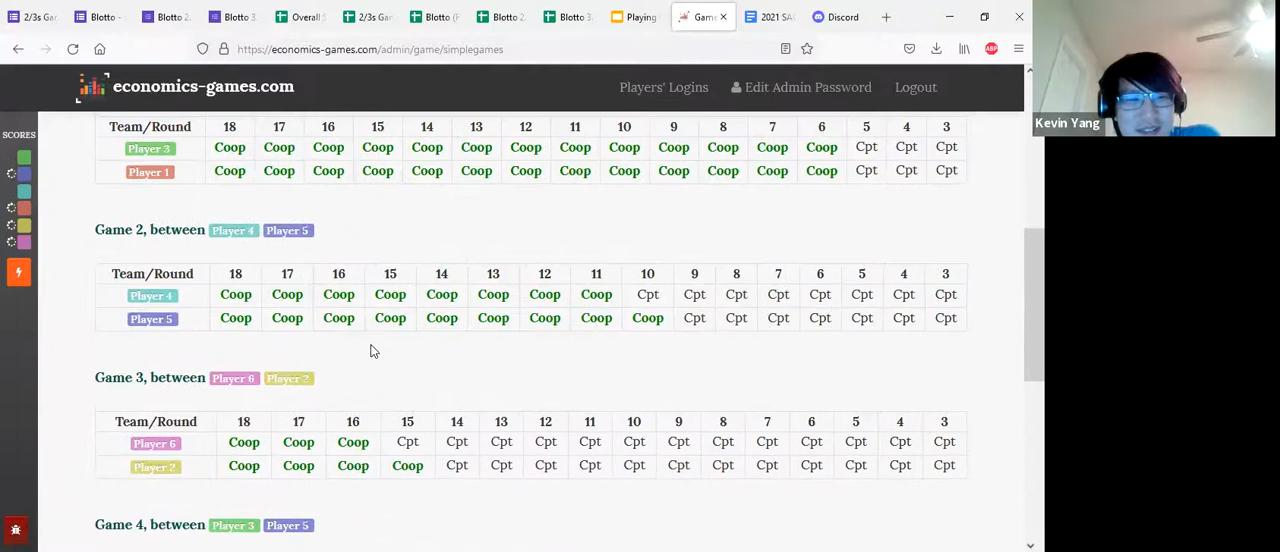 2/3s Gar
Blotto -
Blotto 2.
Blotto 3.
Overall S
2/3s Gar
Blotto (F
Blotto 2.
Blotto 3.
Playing
Game
2021 SA
Discord
https://economics-games.com/admin/game/simplegames
ABP
economics-games.com Players' Logins Edit Admin Password Logout
Kevin Yang
SCORES
Team/Round 18 17 16 15 14 13 12 11 10 9 8 7 6 5 4 3
Player 3 Coop Coop Coop Coop Coop Coop Coop Coop Coop Coop Coop Coop Coop Cpt Cpt Cpt
Player 1 Coop Coop Coop Coop Coop Coop Coop Coop Coop Coop Coop Coop Coop Cpt Cpt Cpt
Game 2, between Player 4 Player 5
Team/Round 18 17 16 15 14 13 12 11 10 9 8 7 6 5 4 3
Player 4 Coop Coop Coop Coop Coop Coop Coop Coop Cpt Cpt Cpt Cpt Cpt Cpt Cpt Cpt
Player 5 Coop Coop Coop Coop Coop Coop Coop Coop Coop Cpt Cpt Cpt Cpt Cpt Cpt Cpt
Game 3, between Player 6 Player 2
Team/Round 18 17 16 15 14 13 12 11 10 9 8 7 6 5 4 3
Player 6 Coop Coop Coop Cpt Cpt Cpt Cpt Cpt Cpt Cpt Cpt Cpt Cpt Cpt Cpt Cpt
Player 2 Coop Coop Coop Coop Cpt Cpt Cpt Cpt Cpt Cpt Cpt Cpt Cpt Cpt Cpt Cpt
Game 4, between Player 3 Player 5